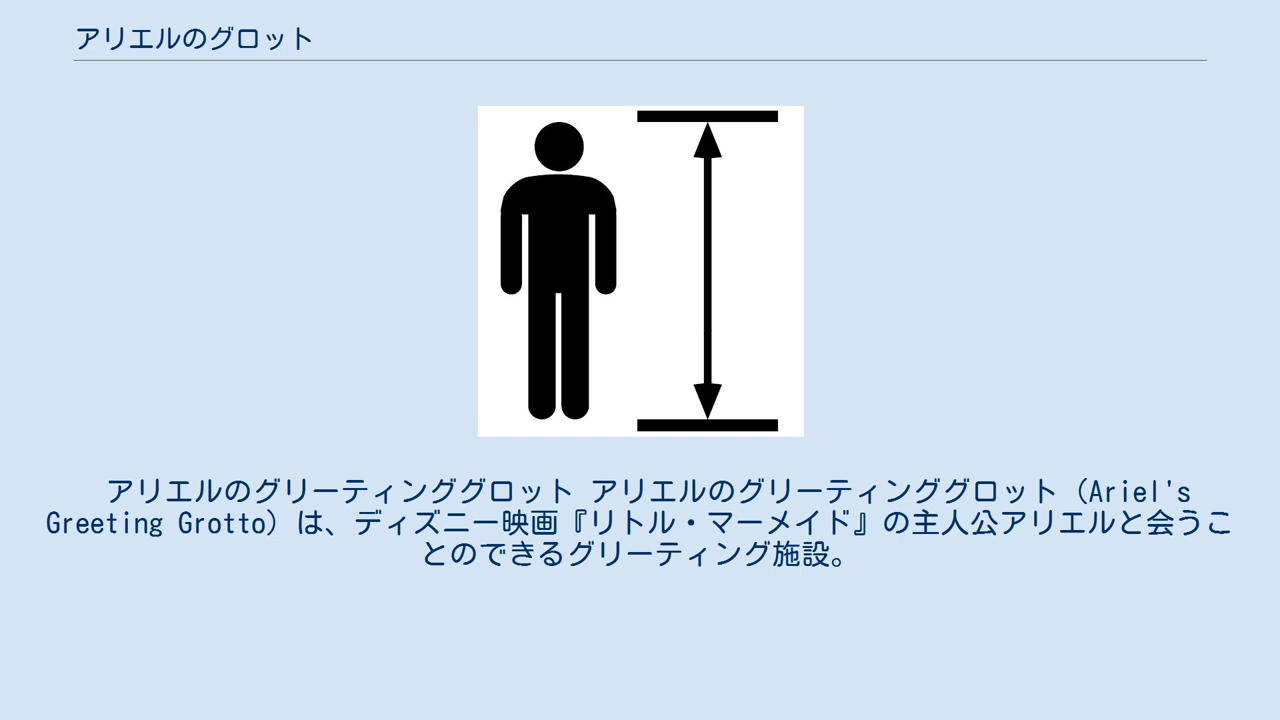 アリエルのグロット
アリエルのグリーティンググロット アリエルのグリーティンググロット（Ariel's
Greeting Grotto）は、ディズニー映画『リトル・マーメイド』の主人公アリエルと会うこ
とのできるグリーティング施設。